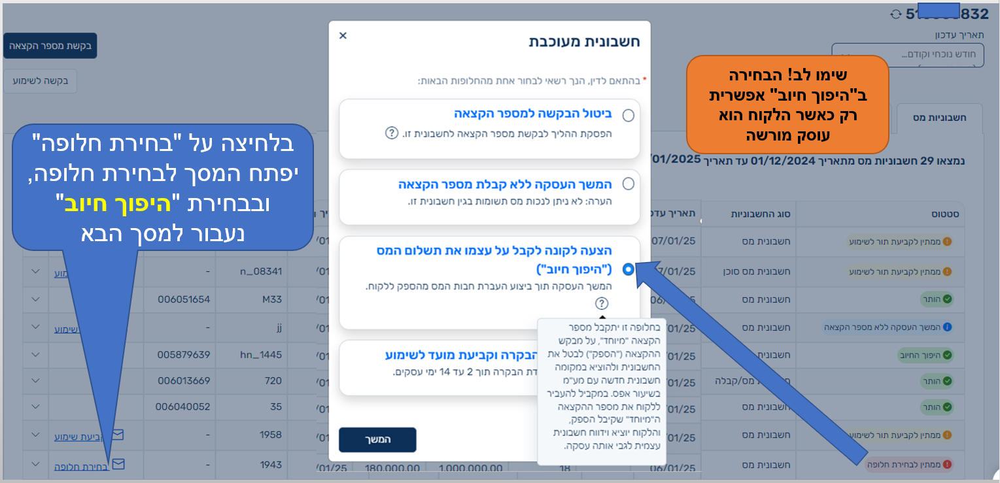 832
תאריך עדכון
חודש נוכחי וקודם...
בקשת מספר הקצאה
בקשה לשימוע
חשבוניות מס
נמצאו 29 חשבוניות מס מתאריך 01/12/2024 עד תאריך 01/2025/
שימו לב! הבחירה
ב"היפוך חיוב" אפשרית
רק כאשר הלקוח הוא
עוסק מורשה
בלחיצה על "בחירת חלופה"
יפתח המסך לבחירת חלופה,
ובבחירת "היפוך חיוב"
נעבור למסך הבא
חשבונית מעוכבת
* בהתאם לדין, הנך רשאי לבחור אחת מהחלופות הבאות:
ביטול הבקשה למספר הקצאה
הפסקת ההליך לבקשת מספר הקצאה לחשבונית זו.
המשך העסקה ללא קבלת מספר הקצאה
הערה: לא ניתן לנכות מס תשומות בגין חשבונית זו.
הצעה לקונה לקבל על עצמו את תשלום המס
("היפוך חיוב")
המשך העסקה תוך ביצוע העברת חבות המס מהספק ללקוח.
הבקרה וקביעת מועד לשימוע
דת הבקרה תוך 2 עד 14 ימי עסקים.
בחלופה זו יתקבל מספר
הקצאה "מיוחד", על מבקש
ההקצאה ("הספק") לבטל את
החשבונית ולהוציא במקומה
חשבונית חדשה עם מע"מ
בשיעור אפס. במקביל להעביר
ללקוח את מספר ההקצאה
ה"מיוחד" שקיבל הספק,
והלקוח יוציא וידווח חשבונית
עצמית לגבי אותה עסקה.
המשך
סטטוס סוג החשבוניות תאריך עדכ
ממתין לקביעת תור לשימוע חשבונית מס 07/01/25
ממתין לקביעת תור לשימוע חשבונית מס סוכן 7/01/25 n_08341 - מוע
הותר חשבונית מס 06/ M33 006051654
המשך העסקה ללא מספר הקצאה חשבונית מס 01/25 jj - שימוע
היפוך החיוב חשבונית 01/25 hn_1445 005879639
הותר חשבונית מס/קבלה 01/25 720 006013669
הותר חשבונית מס 01/25 35 006040052
ממתין לקביעת תור לשימוע חשבונית מס 01/25 1958 - קביעת שימוע
ממתין לבחירת חלופה חשבונית מס 06/01/25 18 1,000,000.00 180,000.00 /01/25 1943 - בחירת חלופה